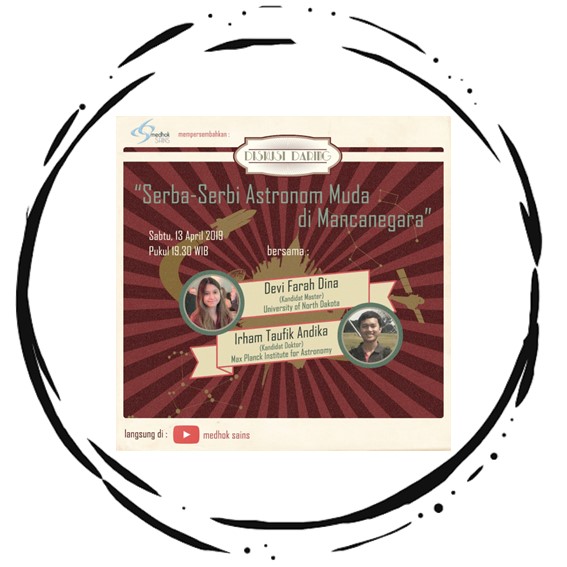 medhok
SAINS
mempersembahkan :
DISKUSI DARING
“Serba-Serbi Astronom Muda
di Mancanegara”
Sabtu, 13 April 2019
Pukul 19.30 WIB
bersama :
Devi Farah Dina
(Kandidat Master)
University of North Dakota
Irham Taufik Andika
(Kandidat Doktor)
Max Planck Institute for Astronomy
langsung di :
medhok sains